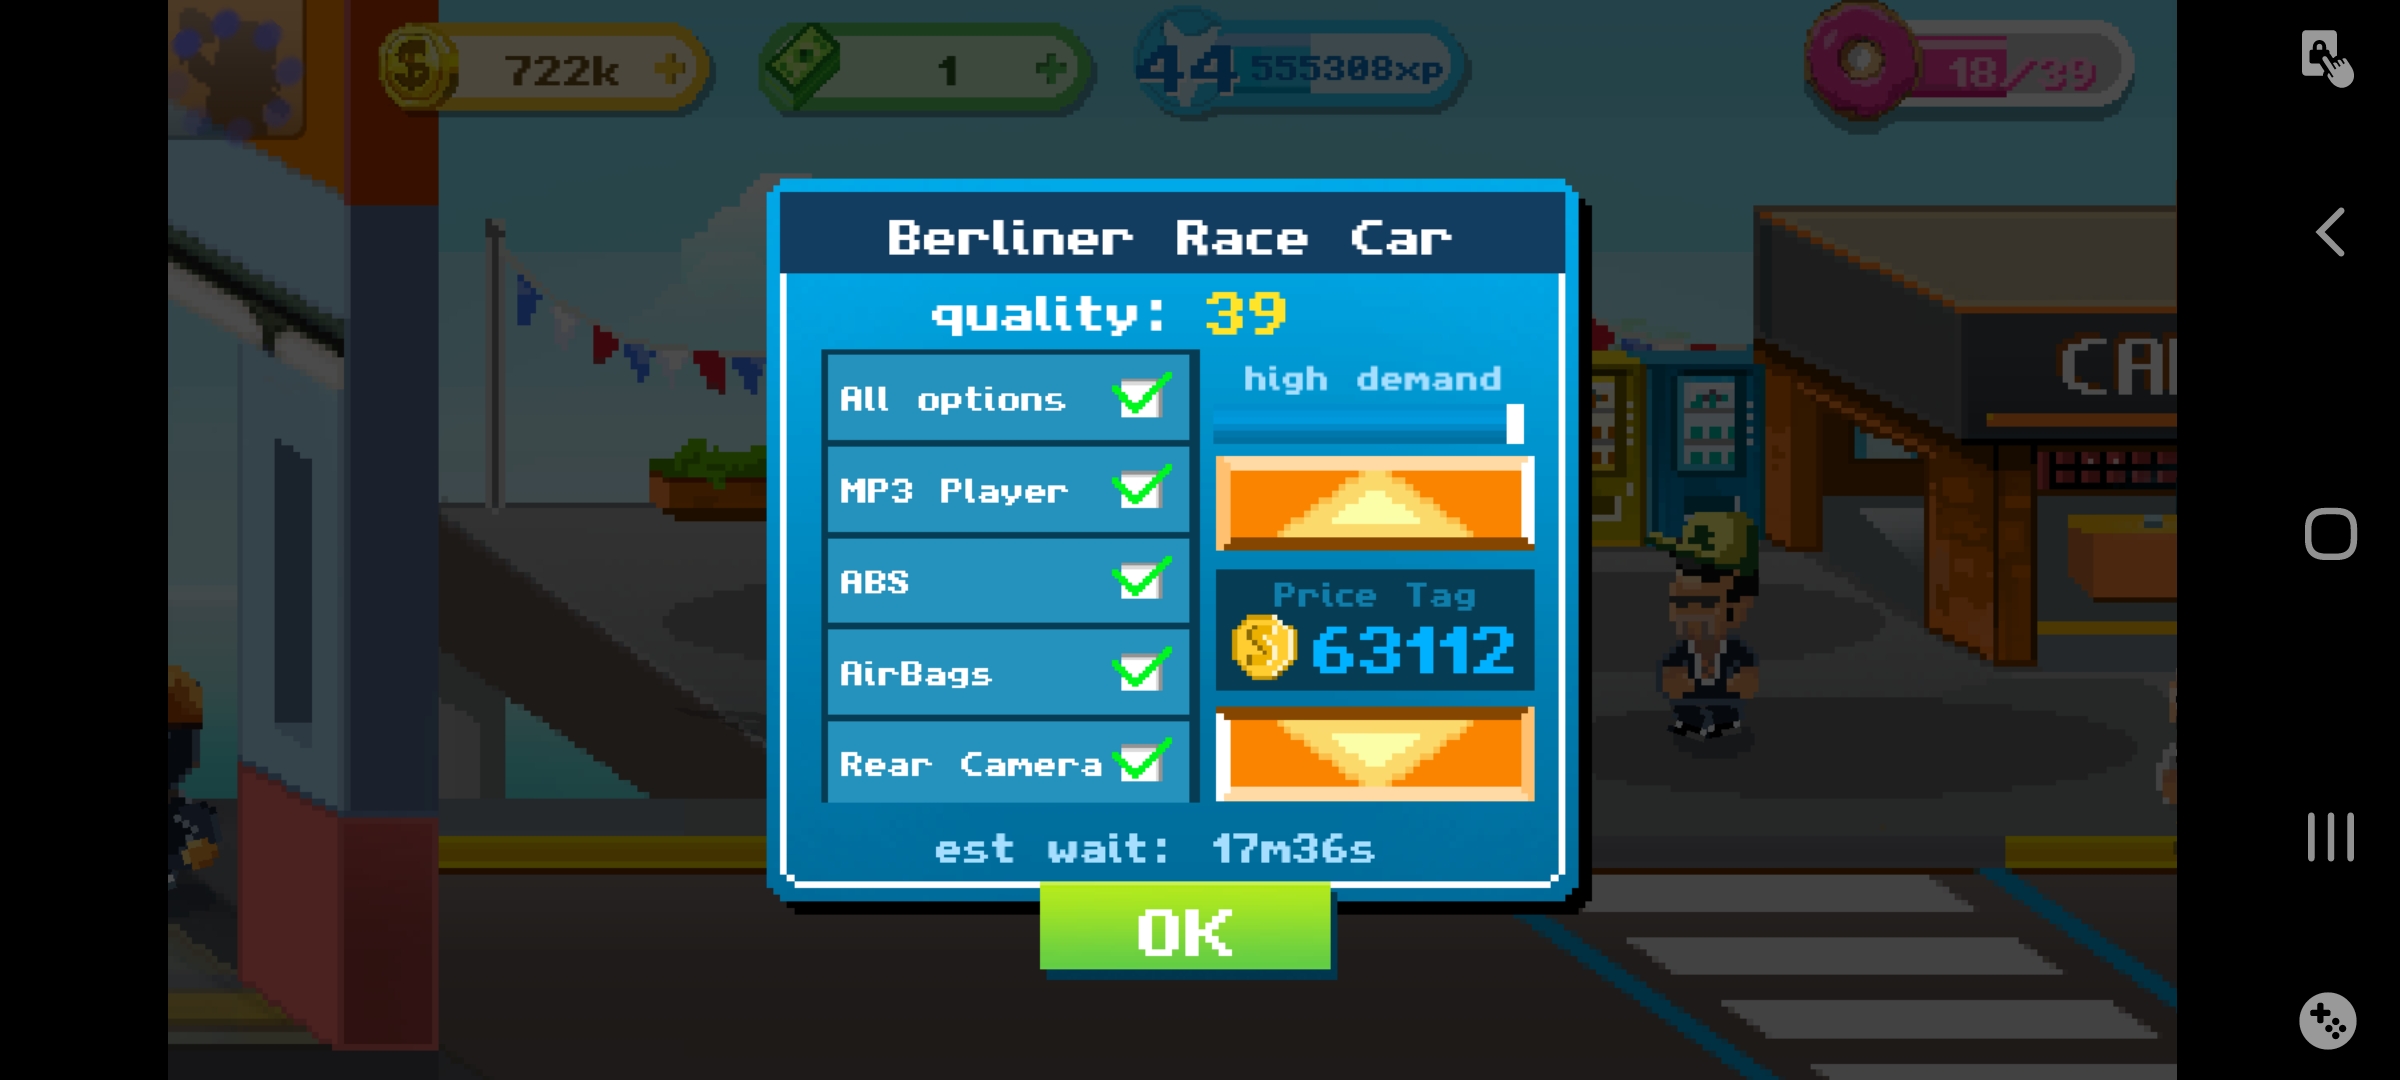 722k
1
44 555308xp
18/39
Berliner Race Car
quality: 39
All options
high demand
MP3 Player
ABS
Price Tag
63112
AirBags
Rear Camera
est wait: 17m36s
OK